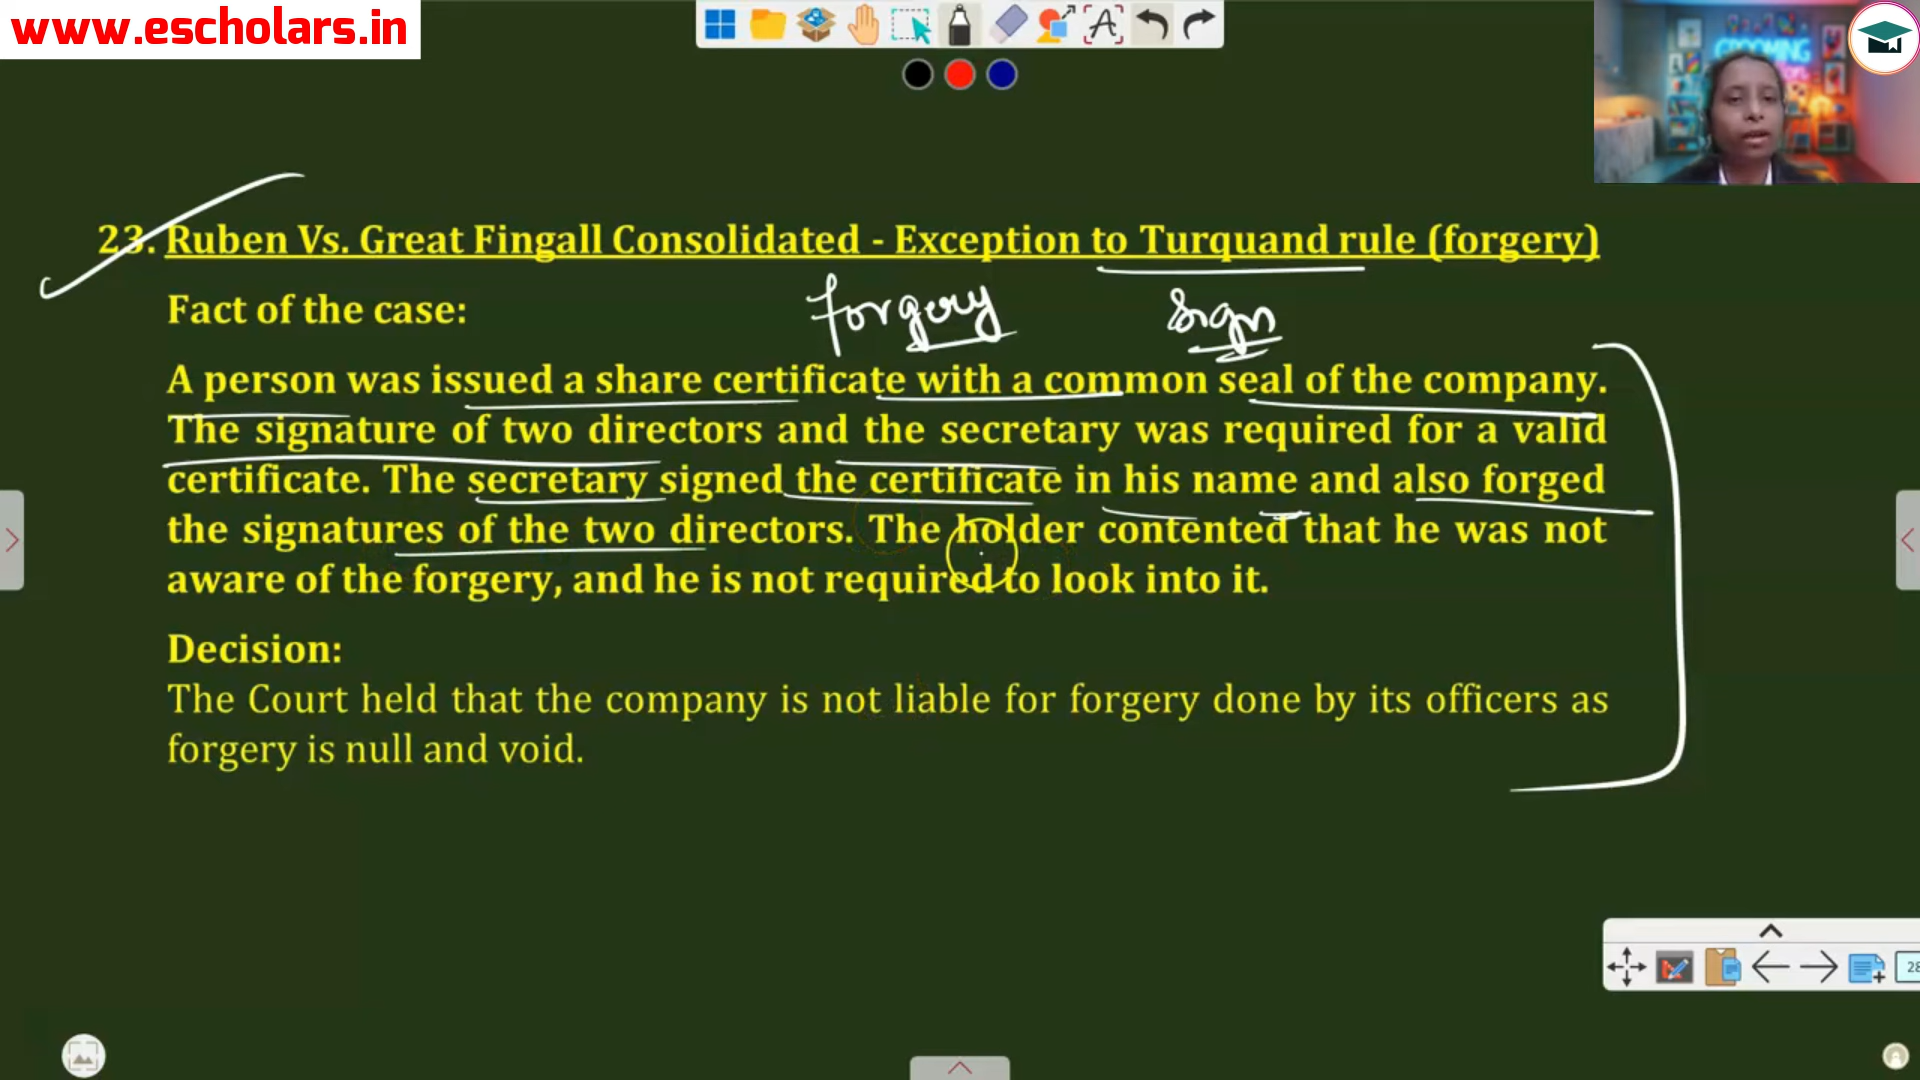 www.escholars.in
GROOMING
23. Ruben Vs. Great Fingall Consolidated - Exception to Turquand rule (forgery)
Fact of the case:
forgery
sign
A person was issued a share certificate with a common seal of the company.
The signature of two directors and the secretary was required for a valid
certificate. The secretary signed the certificate in his name and also forged
the signatures of the two directors. The holder contented that he was not
aware of the forgery, and he is not required to look into it.
Decision:
The Court held that the company is not liable for forgery done by its officers as
forgery is null and void.